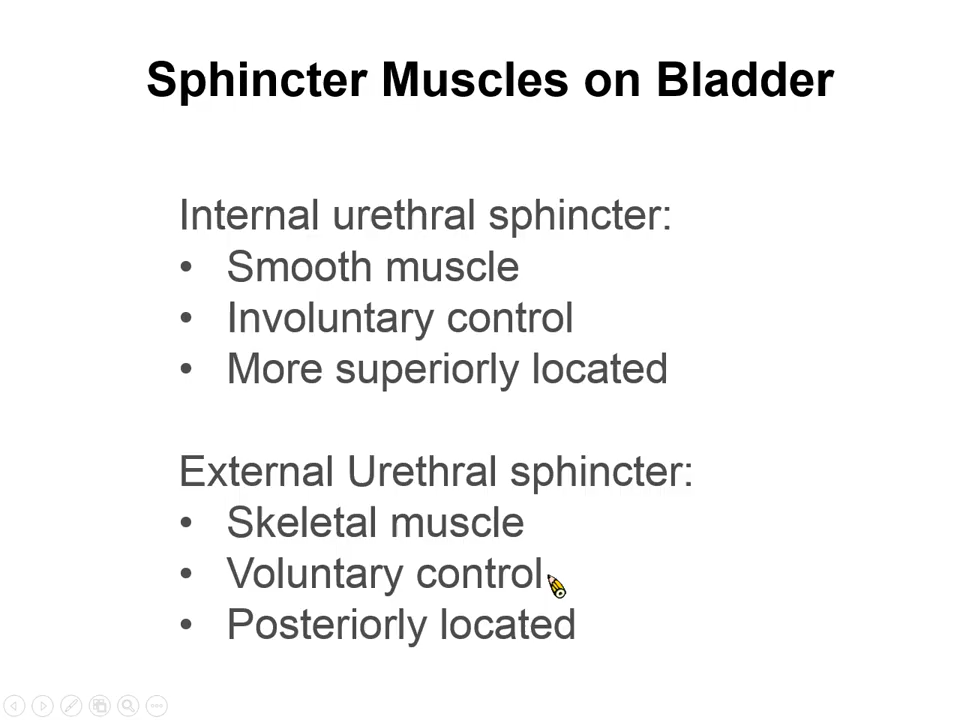 Sphincter Muscles on Bladder
Internal urethral sphincter:
• Smooth muscle
• Involuntary control
• More superiorly located
External Urethral sphincter:
• Skeletal muscle
• Voluntary control
• Posteriorly located